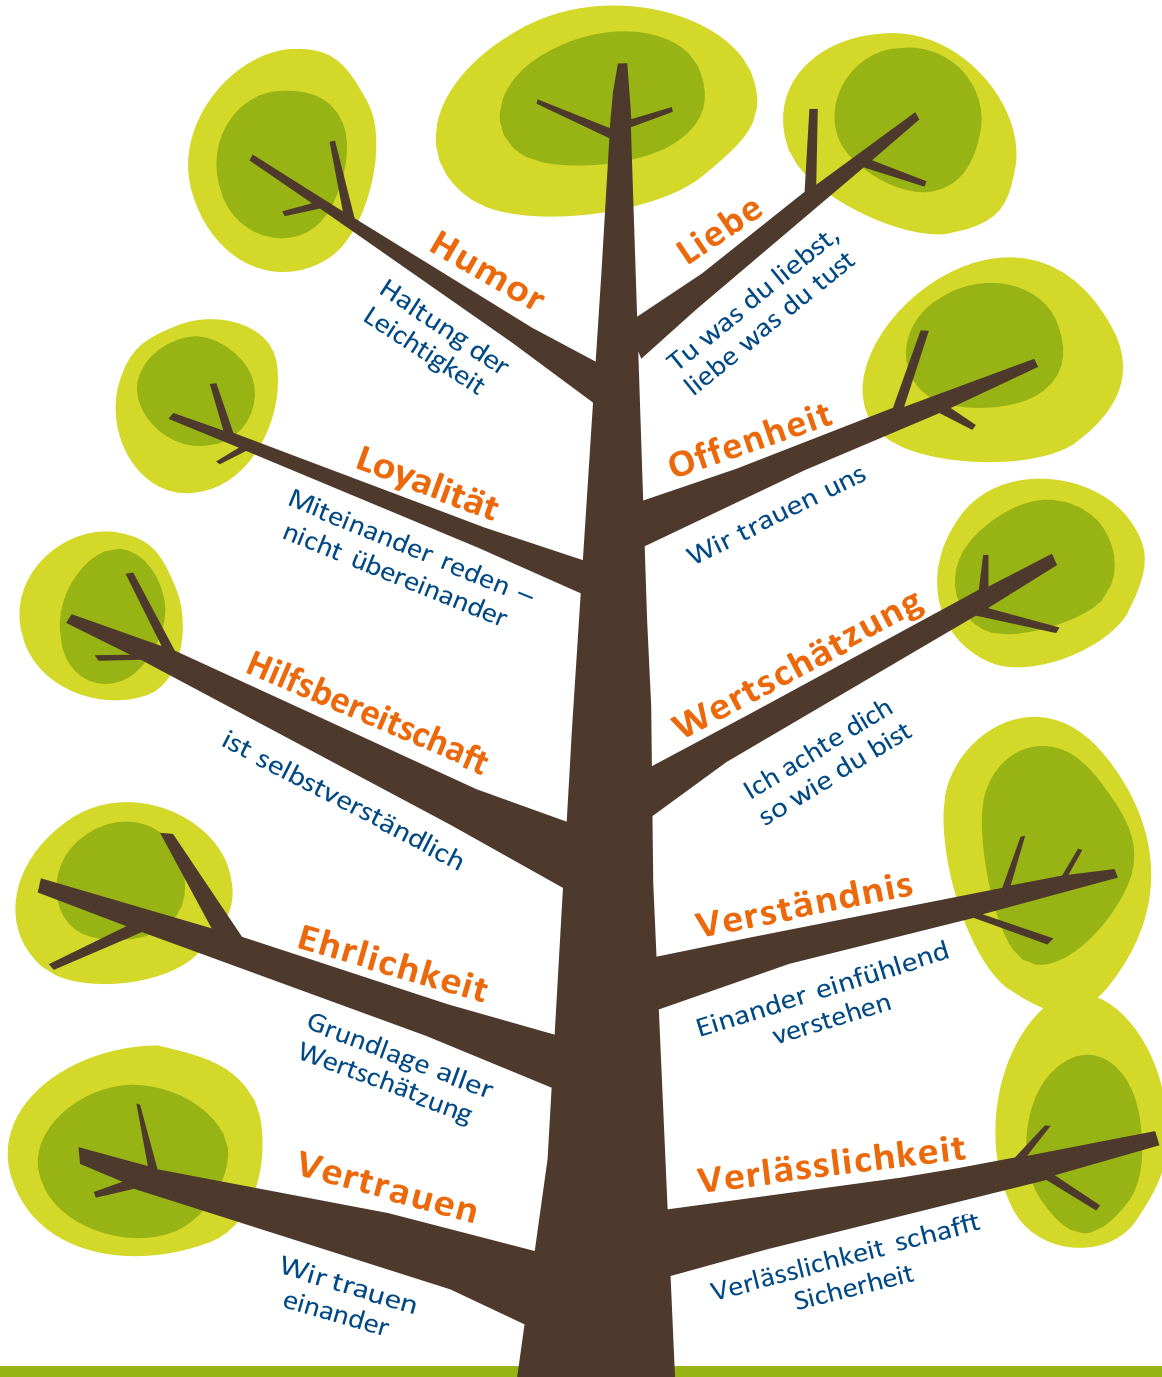 Humor
Haltung der
Leichtigkeit
Liebe
Tu was du liebst,
liebe was du tust
Loyalität
Miteinander reden –
nicht übereinander
Offenheit
Wir trauen uns
Hilfsbereitschaft
ist selbstverständlich
Wertschätzung
Ich achte dich
so wie du bist
Ehrlichkeit
Grundlage aller
Wertschätzung
Verständnis
Einander einfühlend
verstehen
Vertrauen
Wir trauen
einander
Verlässlichkeit
Verlässlichkeit schafft
Sicherheit